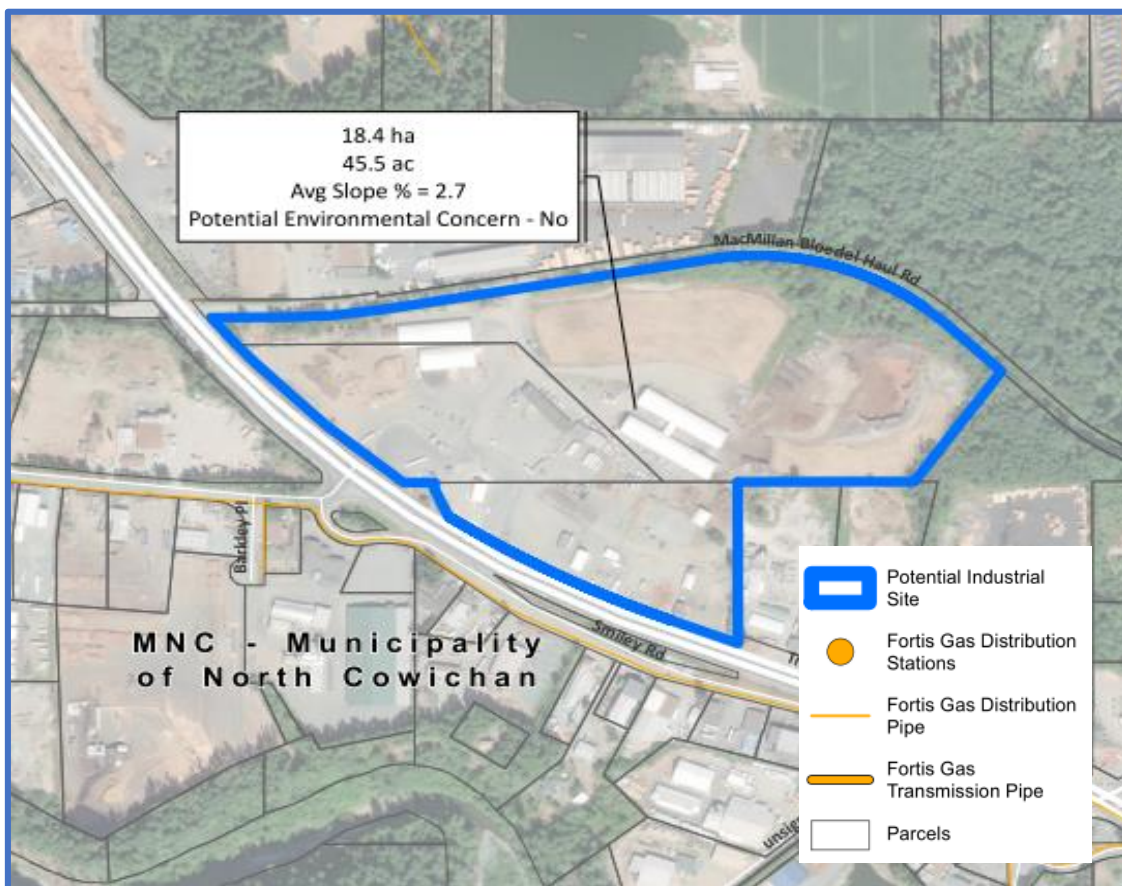 18.4 ha
45.5 ac
Avg Slope % = 2.7
Potential Environmental Concern - No
MacMillan Bloedel Haul Rd
Barkley Pl
Smiley Rd
MNC - Municipality
of North Cowichan
Potential Industrial
Site
Fortis Gas Distribution
Stations
Fortis Gas Distribution
Pipe
Fortis Gas
Transmission Pipe
Parcels